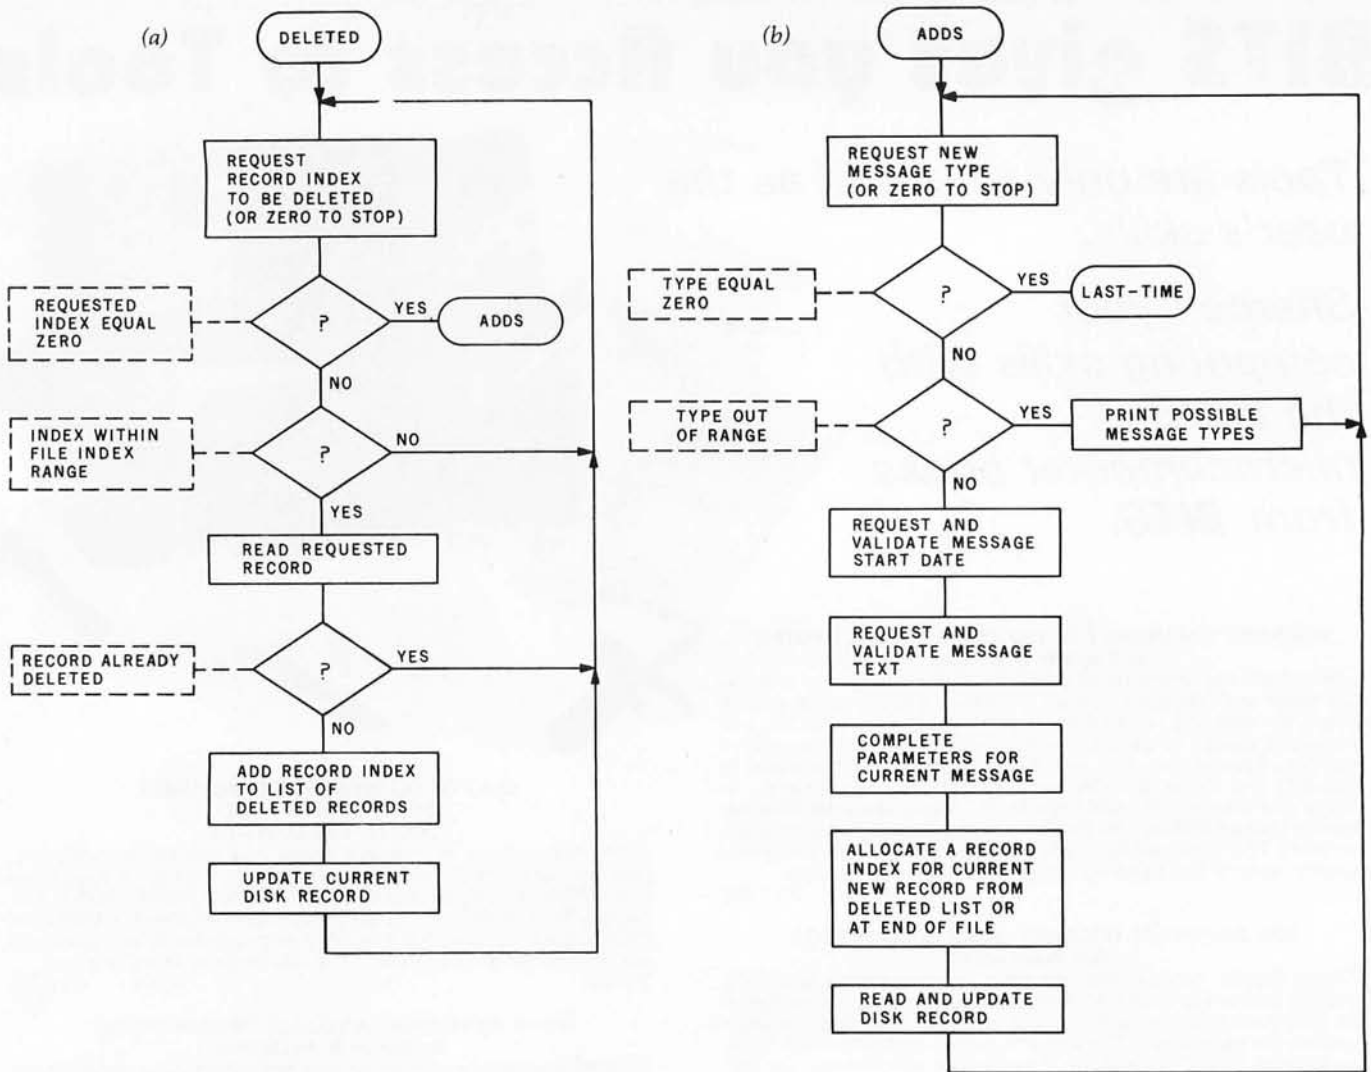 (a)
DELETED
REQUEST
RECORD INDEX
TO BE DELETED
(OR ZERO TO STOP)
REQUESTED
INDEX EQUAL
ZERO
?
YES
ADDS
NO
INDEX WITHIN
FILE INDEX
RANGE
?
NO
YES
READ REQUESTED
RECORD
RECORD ALREADY
DELETED
?
YES
NO
ADD RECORD INDEX
TO LIST OF
DELETED RECORDS
UPDATE CURRENT
DISK RECORD
(b)
ADDS
REQUEST NEW
MESSAGE TYPE
(OR ZERO TO STOP)
TYPE EQUAL
ZERO
?
YES
LAST-TIME
NO
TYPE OUT
OF RANGE
?
YES
PRINT POSSIBLE
MESSAGE TYPES
NO
REQUEST AND
VALIDATE MESSAGE
START DATE
REQUEST AND
VALIDATE MESSAGE
TEXT
COMPLETE
PARAMETERS FOR
CURRENT MESSAGE
ALLOCATE A RECORD
INDEX FOR CURRENT
NEW RECORD FROM
DELETED LIST OR
AT END OF FILE
READ AND UPDATE
DISK RECORD